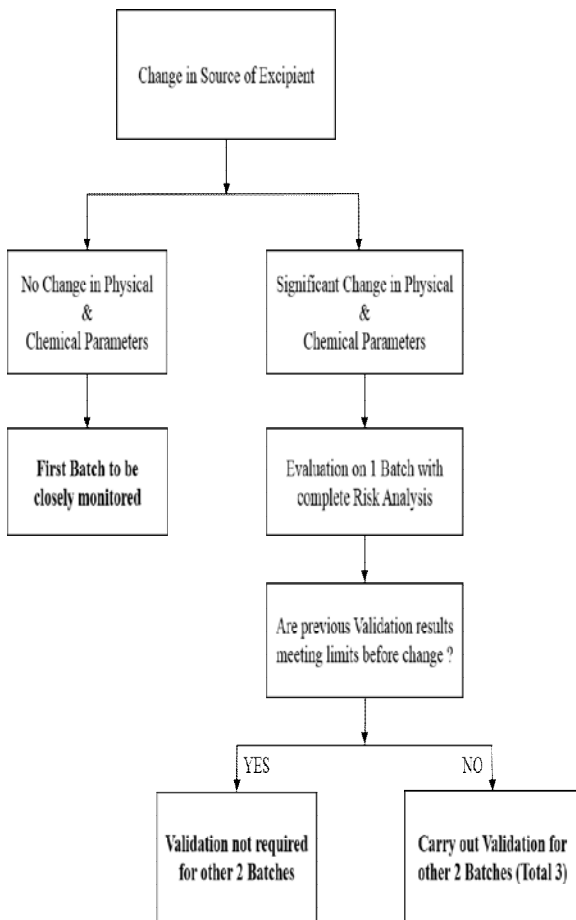 Change in Source of Excipient
No Change in Physical
&
Chemical Parameters
Significant Change in Physical
&
Chemical Parameters
First Batch to be
closely monitored
Evaluation on 1 Batch with
complete Risk Analysis
Are previous Validation results
meeting limits before change ?
YES
NO
Validation not required
for other 2 Batches
Carry out Validation for
other 2 Batches (Total 3)